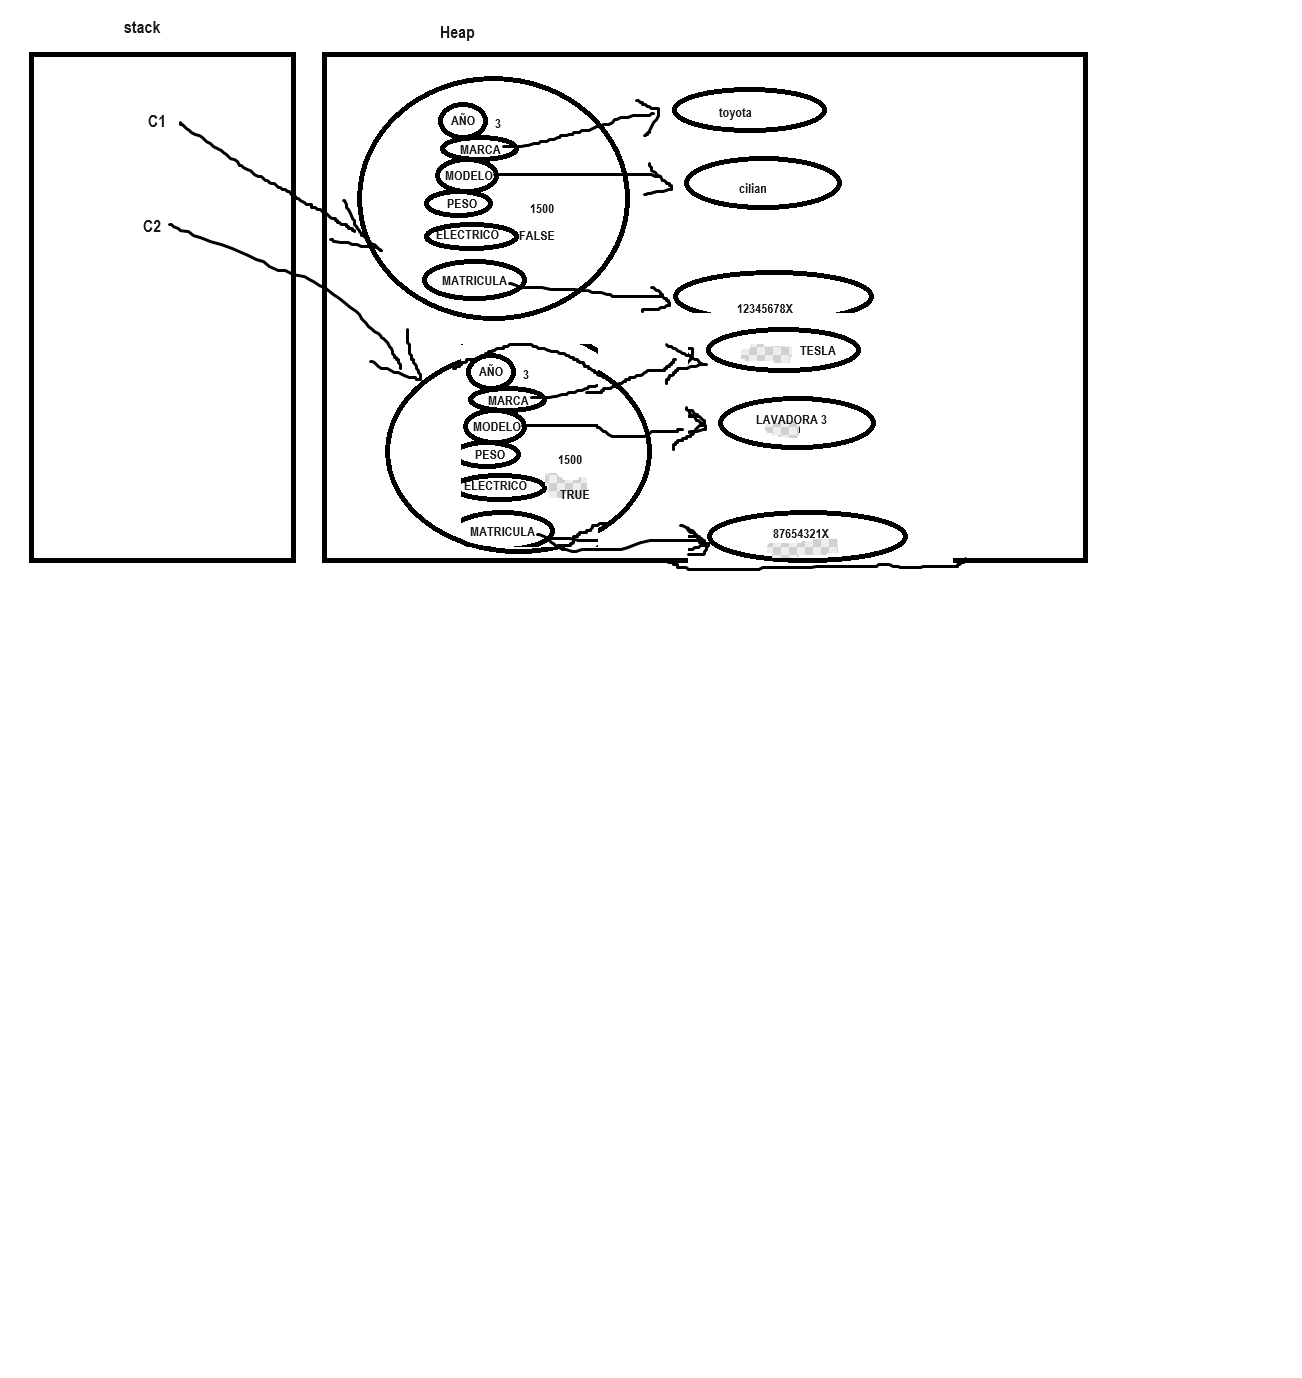 stack
Heap
C1
C2
AÑO 3
MARCA
MODELO
PESO 1500
ELECTRICO FALSE
MATRICULA
toyota
cilian
12345678X
AÑO 3
MARCA
MODELO
PESO 1500
ELECTRICO TRUE
MATRICULA
TESLA
LAVADORA 3
87654321X